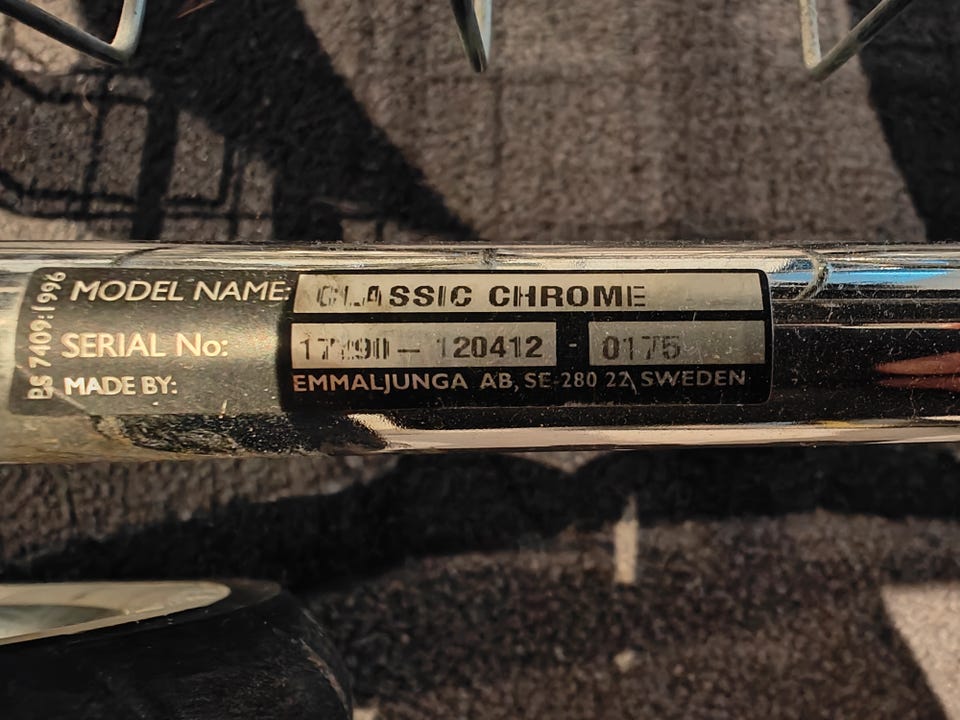 BS 7409:1996
MODEL NAME: CLASSIC CHROME
SERIAL No: 120412 - 0175
MADE BY: EMMALJUNGA AB, SE-280 22, SWEDEN